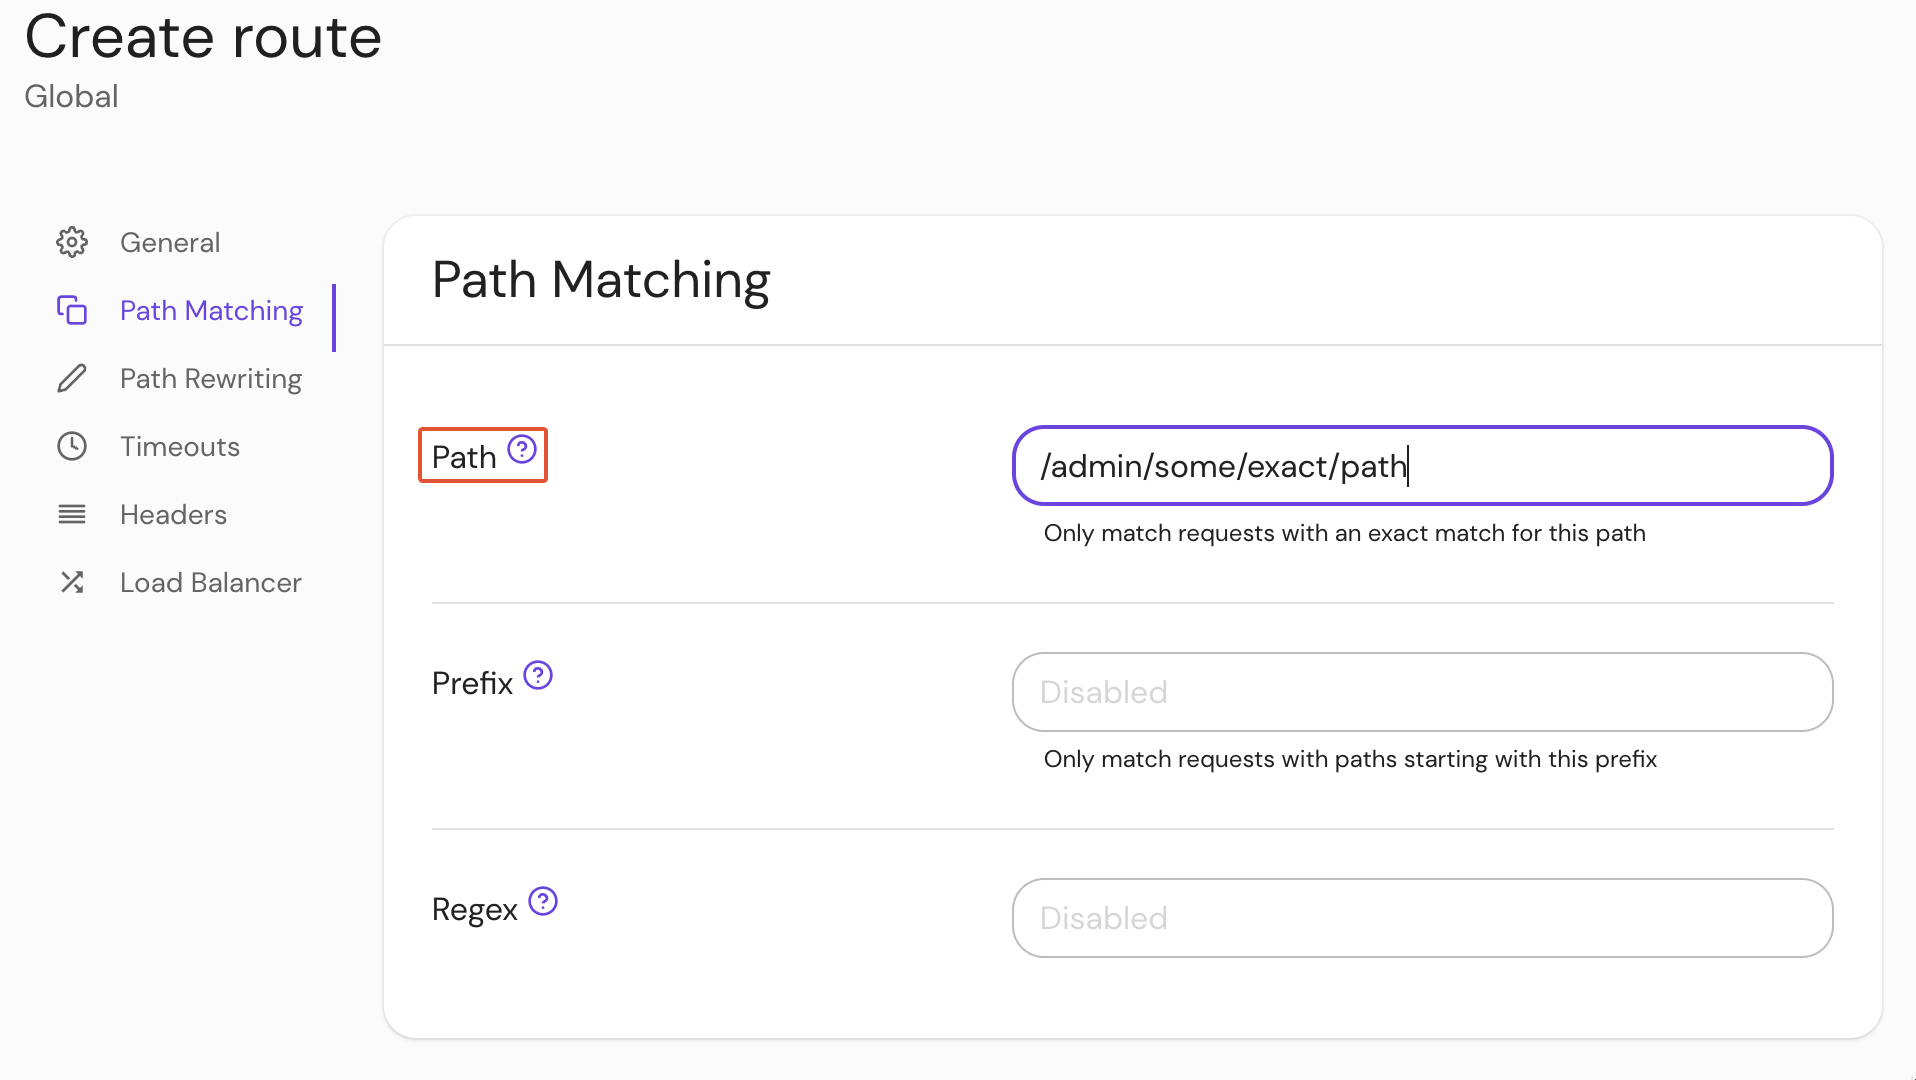 Create route
Global
General
Path Matching
Path Rewriting
Timeouts
Headers
Load Balancer
Path Matching
Path
/admin/some/exact/path
Only match requests with an exact match for this path
Prefix
Disabled
Only match requests with paths starting with this prefix
Regex
Disabled